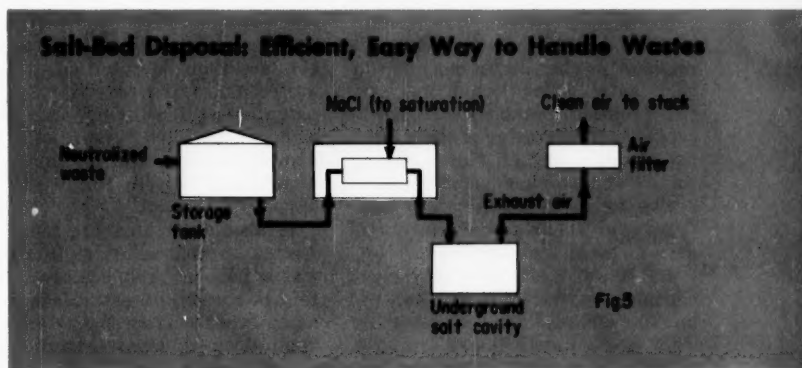 Salt-Bed Disposal: Efficient, Easy Way to Handle Wastes
NaCl (to saturation)
Clean air to stack
Neutralized
waste
Storage
tank
Air
filter
Exhaust air
Underground
salt cavity
Fig5